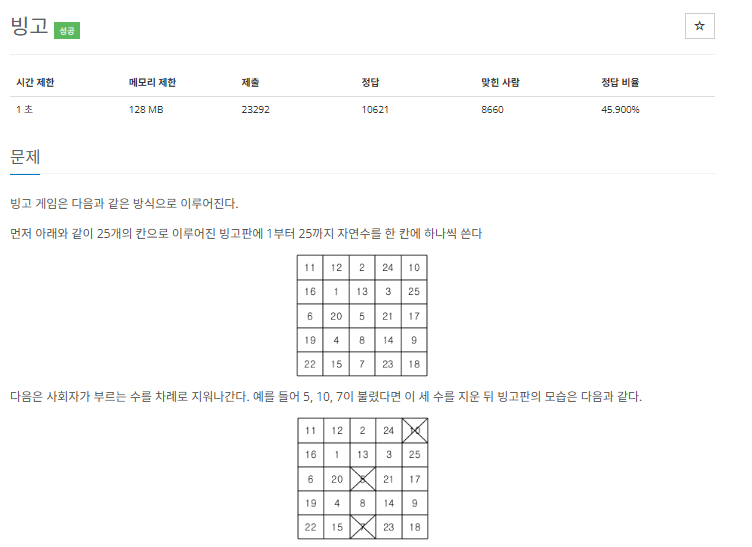 빙고 성공
☆
시간 제한 메모리 제한 제출 정답 맞힌 사람 정답 비율
1 초 128 MB 23292 10621 8660 45.900%
문제
빙고 게임은 다음과 같은 방식으로 이루어진다.
먼저 아래와 같이 25개의 칸으로 이루어진 빙고판에 1부터 25까지 자연수를 한 칸에 하나씩 쓴다
11 12 2 24 10
16 1 13 3 25
6 20 5 21 17
19 4 8 14 9
22 15 7 23 18
다음은 사회자가 부르는 수를 차례로 지워나간다. 예를 들어 5, 10, 7이 불렸다면 이 세 수를 지운 뒤 빙고판의 모습은 다음과 같다.
11 12 2 24 10
16 1 13 3 25
6 20 5 21 17
19 4 8 14 9
22 15 7 23 18